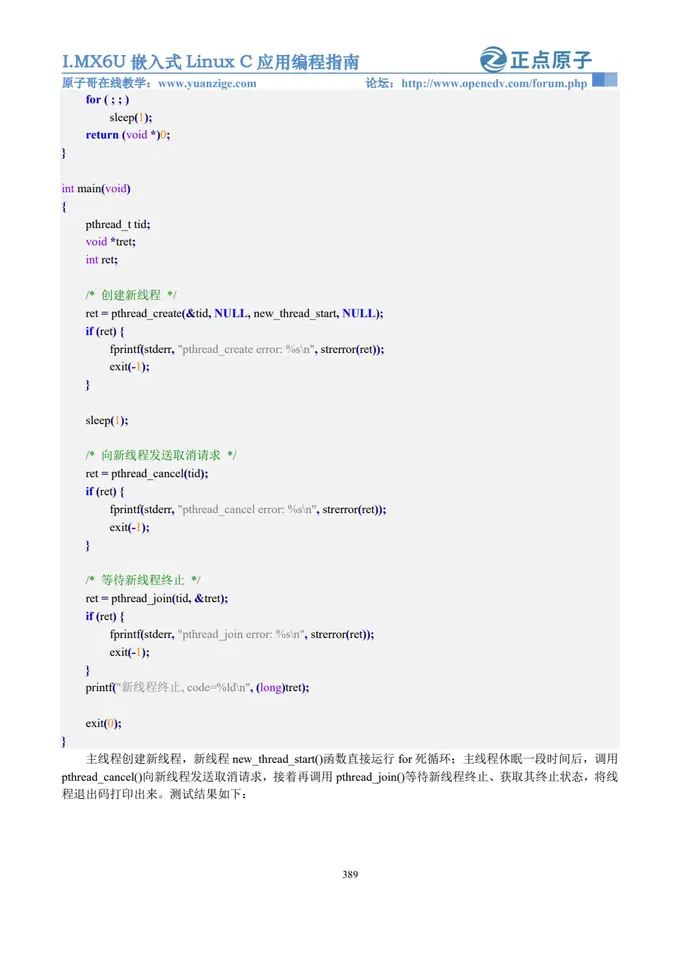 I.MX6U 嵌入式 Linux C 应用编程指南
正点原子
原子哥在线教学：www.yuanzige.com 论坛：http://www.openedv.com/forum.php
for ( ; ; )
sleep(1);
return (void *)0;
}
int main(void)
{
pthread_t tid;
void *tret;
int ret;
/* 创建新线程 */
ret = pthread_create(&tid, NULL, new_thread_start, NULL);
if (ret) {
fprintf(stderr, "pthread_create error: %s\n", strerror(ret));
exit(-1);
}
sleep(1);
/* 向新线程发送取消请求 */
ret = pthread_cancel(tid);
if (ret) {
fprintf(stderr, "pthread_cancel error: %s\n", strerror(ret));
exit(-1);
}
/* 等待新线程终止 */
ret = pthread_join(tid, &tret);
if (ret) {
fprintf(stderr, "pthread_join error: %s\n", strerror(ret));
exit(-1);
}
printf("新线程终止, code=%ld\n", (long)tret);
exit(0);
}
主线程创建新线程，新线程 new_thread_start()函数直接运行 for 死循环；主线程休眠一段时间后，调用
pthread_cancel()向新线程发送取消请求，接着再调用 pthread_join()等待新线程终止、获取其终止状态，将线
程退出码打印出来。测试结果如下：
389